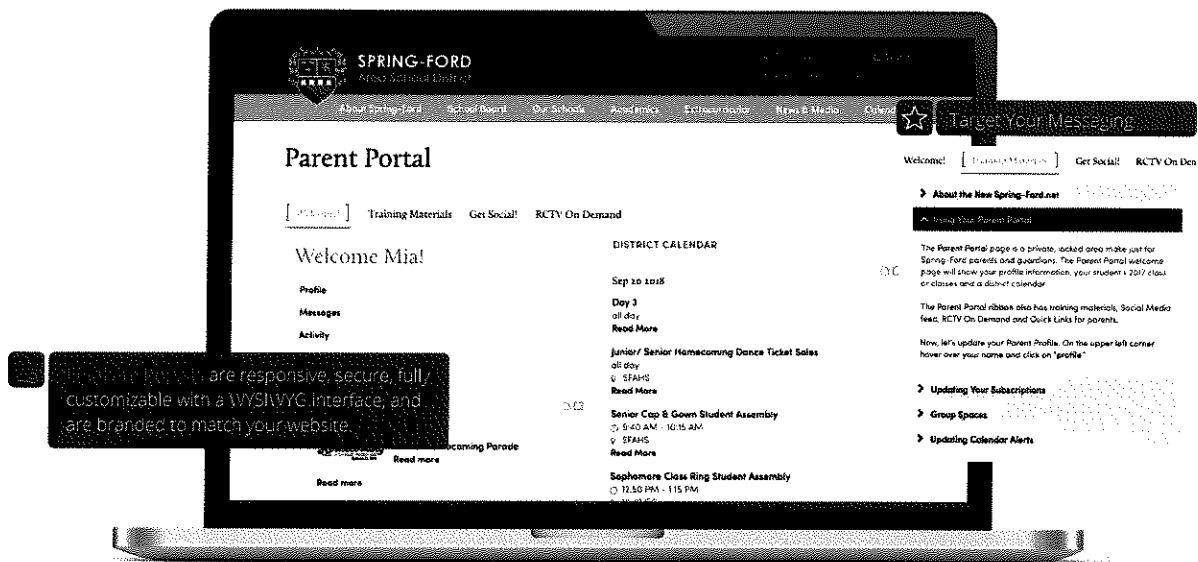 SPRING-FORD
Area School District
About Spring-Ford School Board Our Schools Academics Extracurricular News & Media
Parent Portal
Training Materials Get Social! RCTV On Demand
Welcome Mia!
Profile
Messages
Activity
are responsive, secure, fully
customizable with a WYSIWYG interface, and
are branded to match your website.
ocoming Parade
Read more
Read more
DISTRICT CALENDAR
Sep 20 2018
Day 3
all day
Read More
Junior/ Senior Homecoming Dance Ticket Sales
all day
SFAHS
Read More
Senior Cap & Gown Student Assembly
9:40 AM - 10:15 AM
SFAHS
Read More
Sophomore Class Ring Student Assembly
12:50 PM - 1:15 PM
Target Your Messaging
Welcome! [ Training Materials ] Get Social! RCTV On Den
About the New Spring-Ford.net
Using Your Parent Portal
The Parent Portal page is a private, locked area make just for
Spring-Ford parents and guardians. The Parent Portal welcome
page will show your profile information, your student s 2017 class
or classes and a district calendar
The Parent Portal ribbon also has training materials, Social Media
feed, RCTV On Demand and Quick Links for parents.
Now, let's update your Parent Profile. On the upper left corner
hover over your name and click on "profile"
Updating Your Subscriptions
Group Spaces
Updating Calendar Alerts